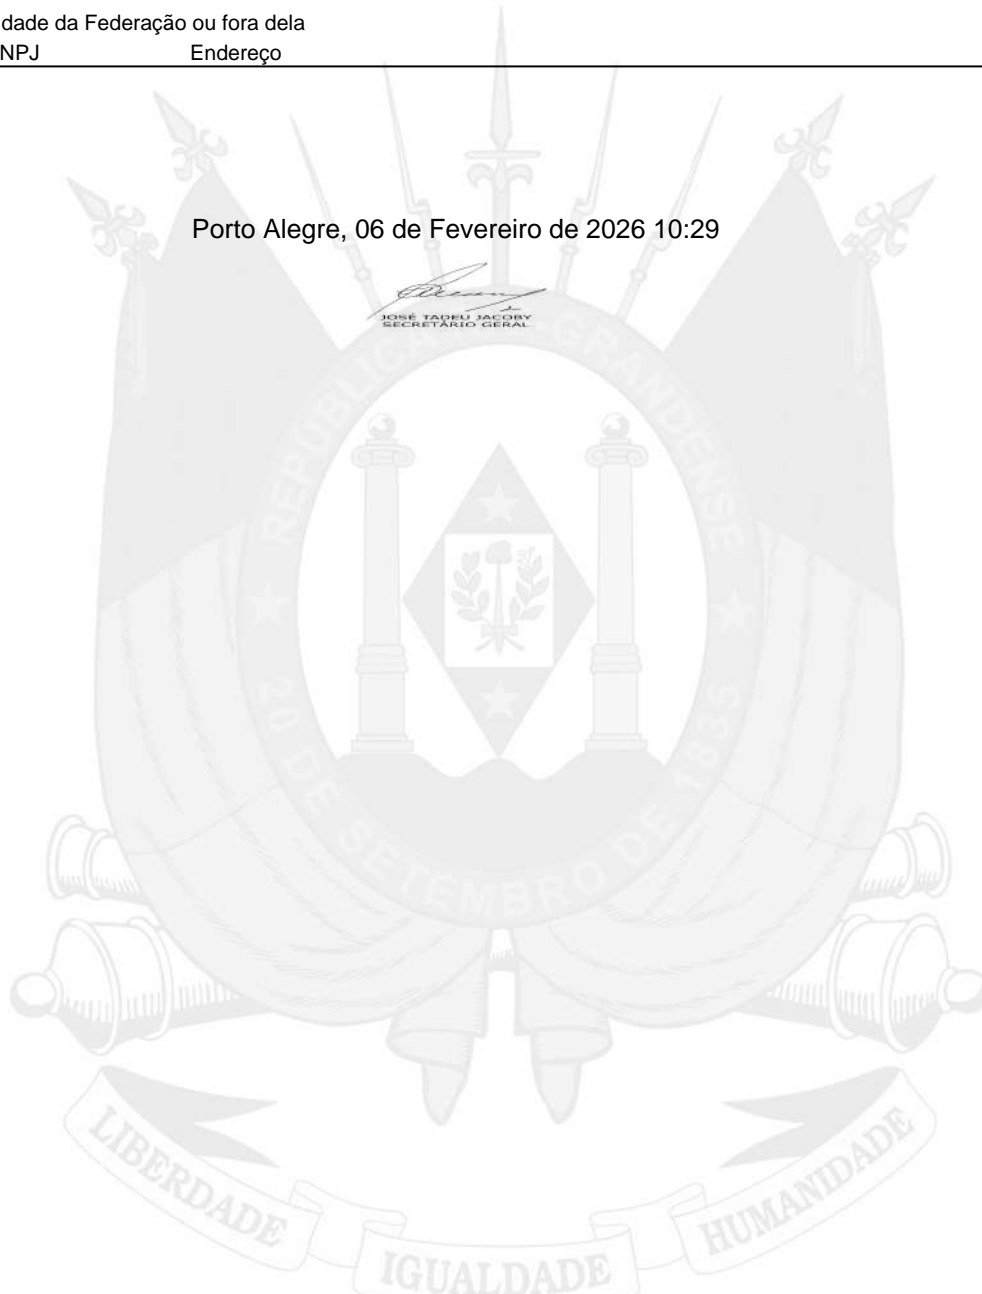 dade da Federação ou fora dela
NPJ Endereço
Porto Alegre, 06 de Fevereiro de 2026 10:29
JOSÉ TADEU JACOBY
SECRETÁRIO GERAL
REPÚBLICA RIO GRANDENSE
20 DE SETEMBRO DE 1835
LIBERDADE
IGUALDADE
HUMANIDADE